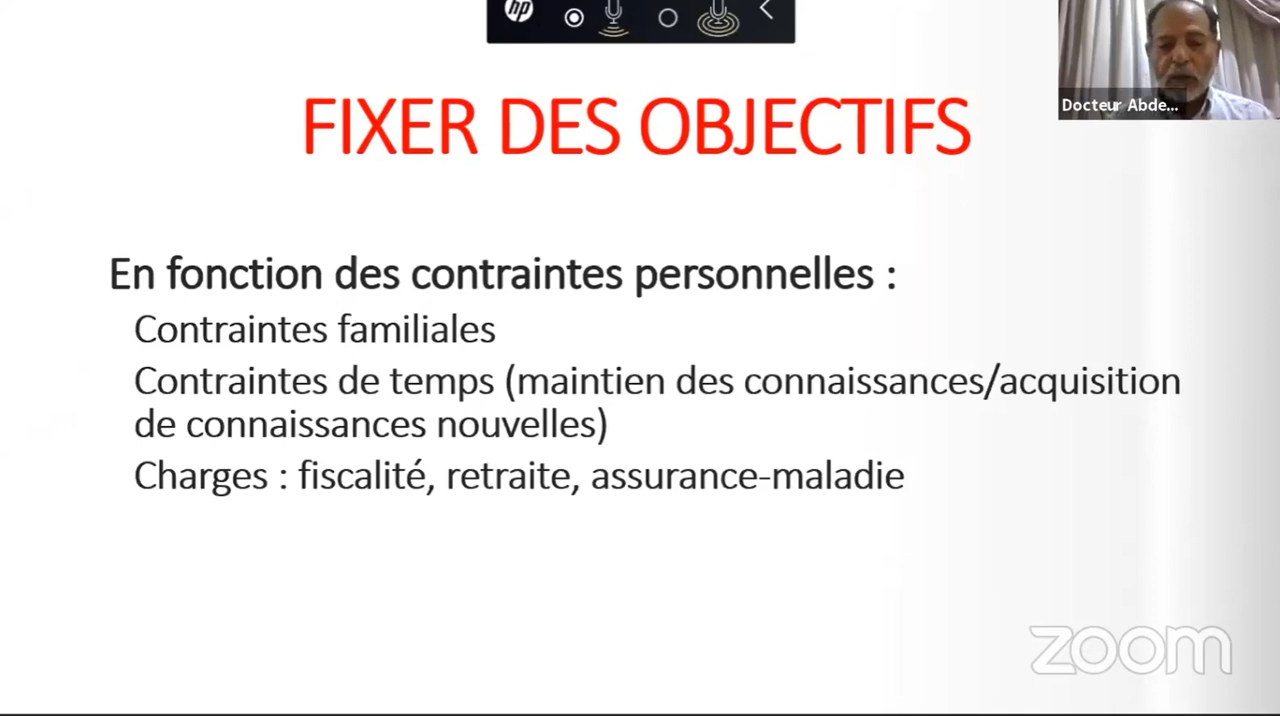 hp
Docteur Abde...
FIXER DES OBJECTIFS
En fonction des contraintes personnelles :
Contraintes familiales
Contraintes de temps (maintien des connaissances/acquisition
de connaissances nouvelles)
Charges : fiscalité, retraite, assurance-maladie
zoom